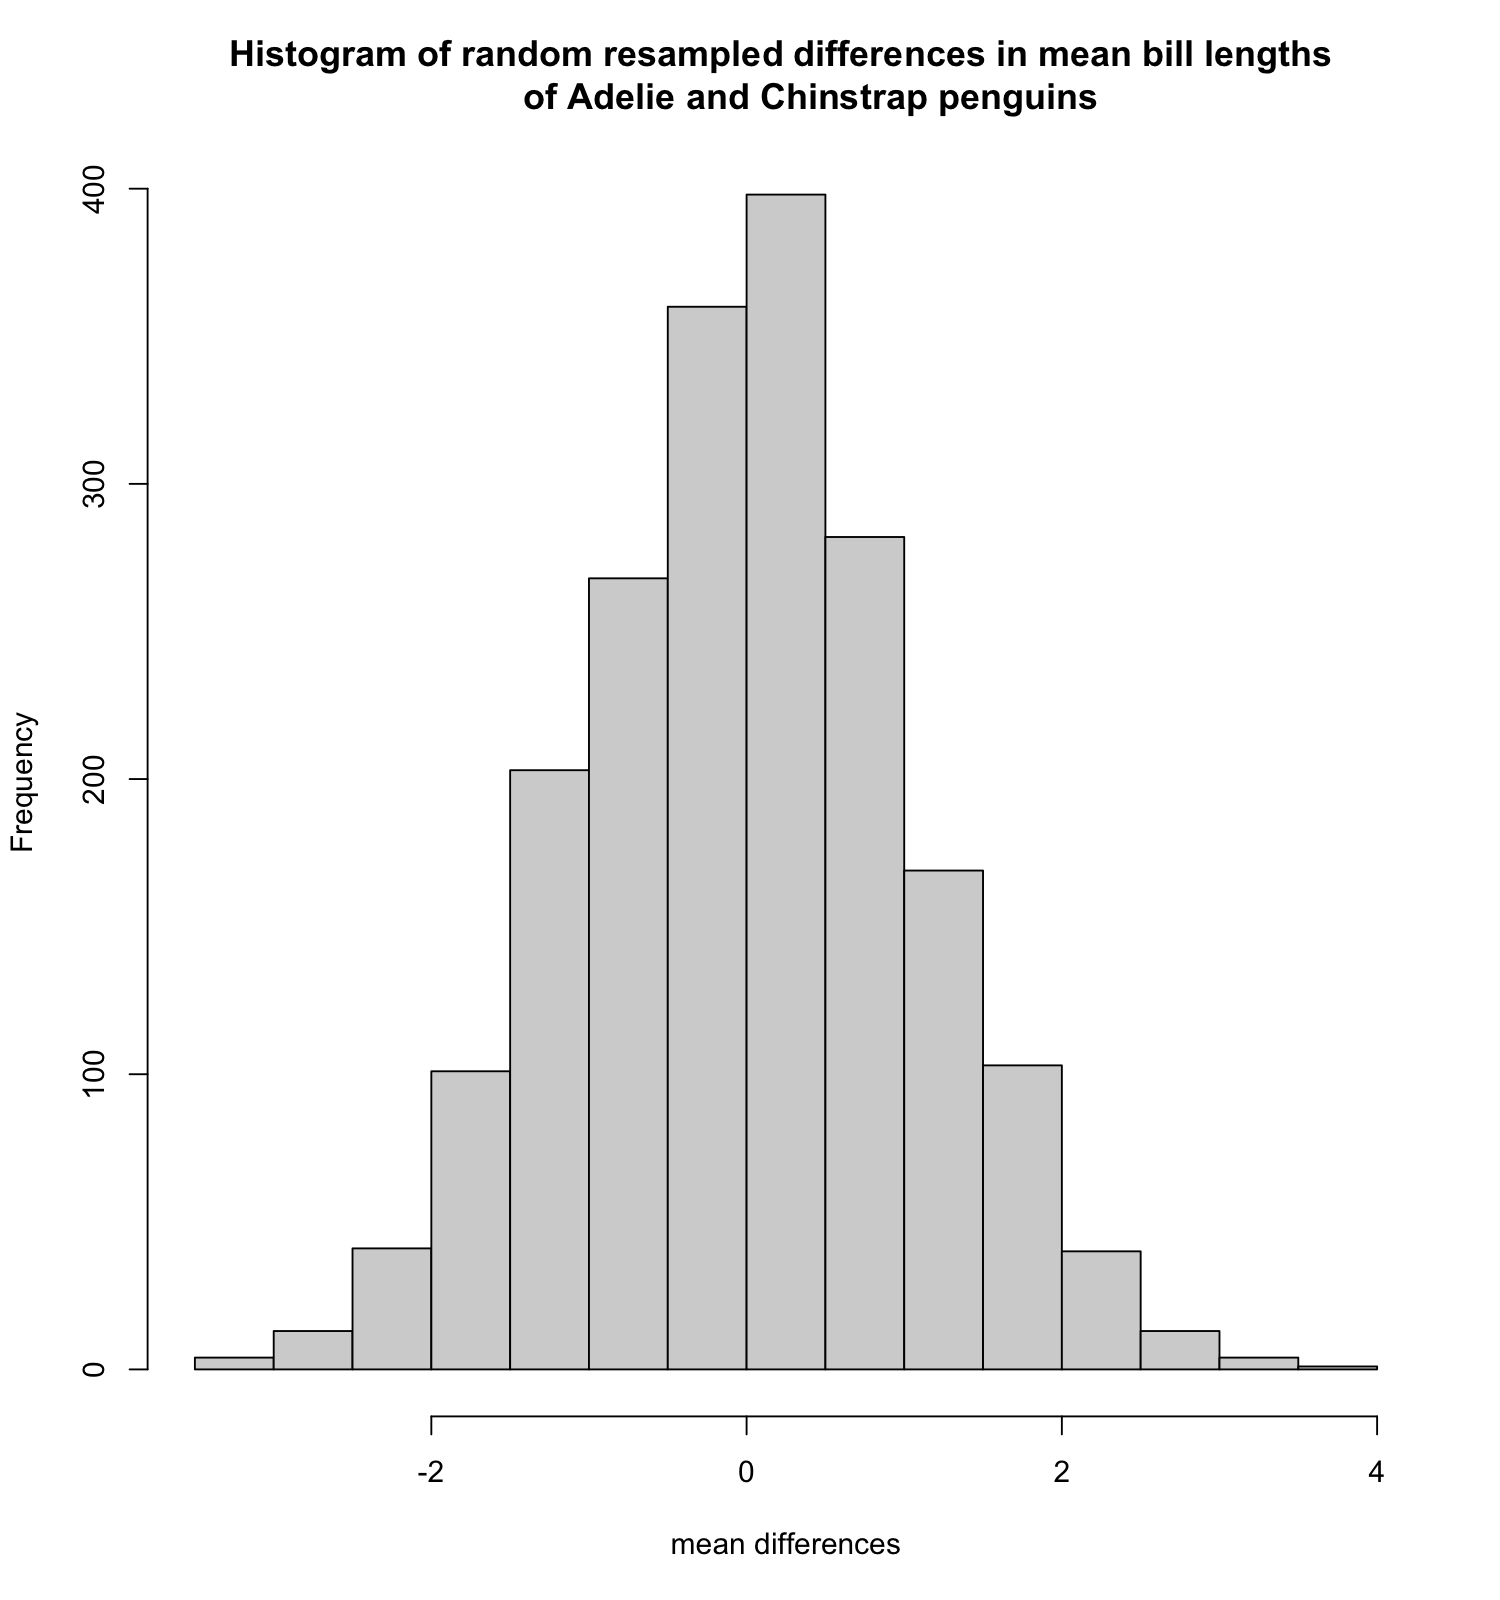 Histogram of random resampled differences in mean bill lengths
of Adelie and Chinstrap penguins
400
300
200
100
0
Frequency
-2 0 2 4
mean differences